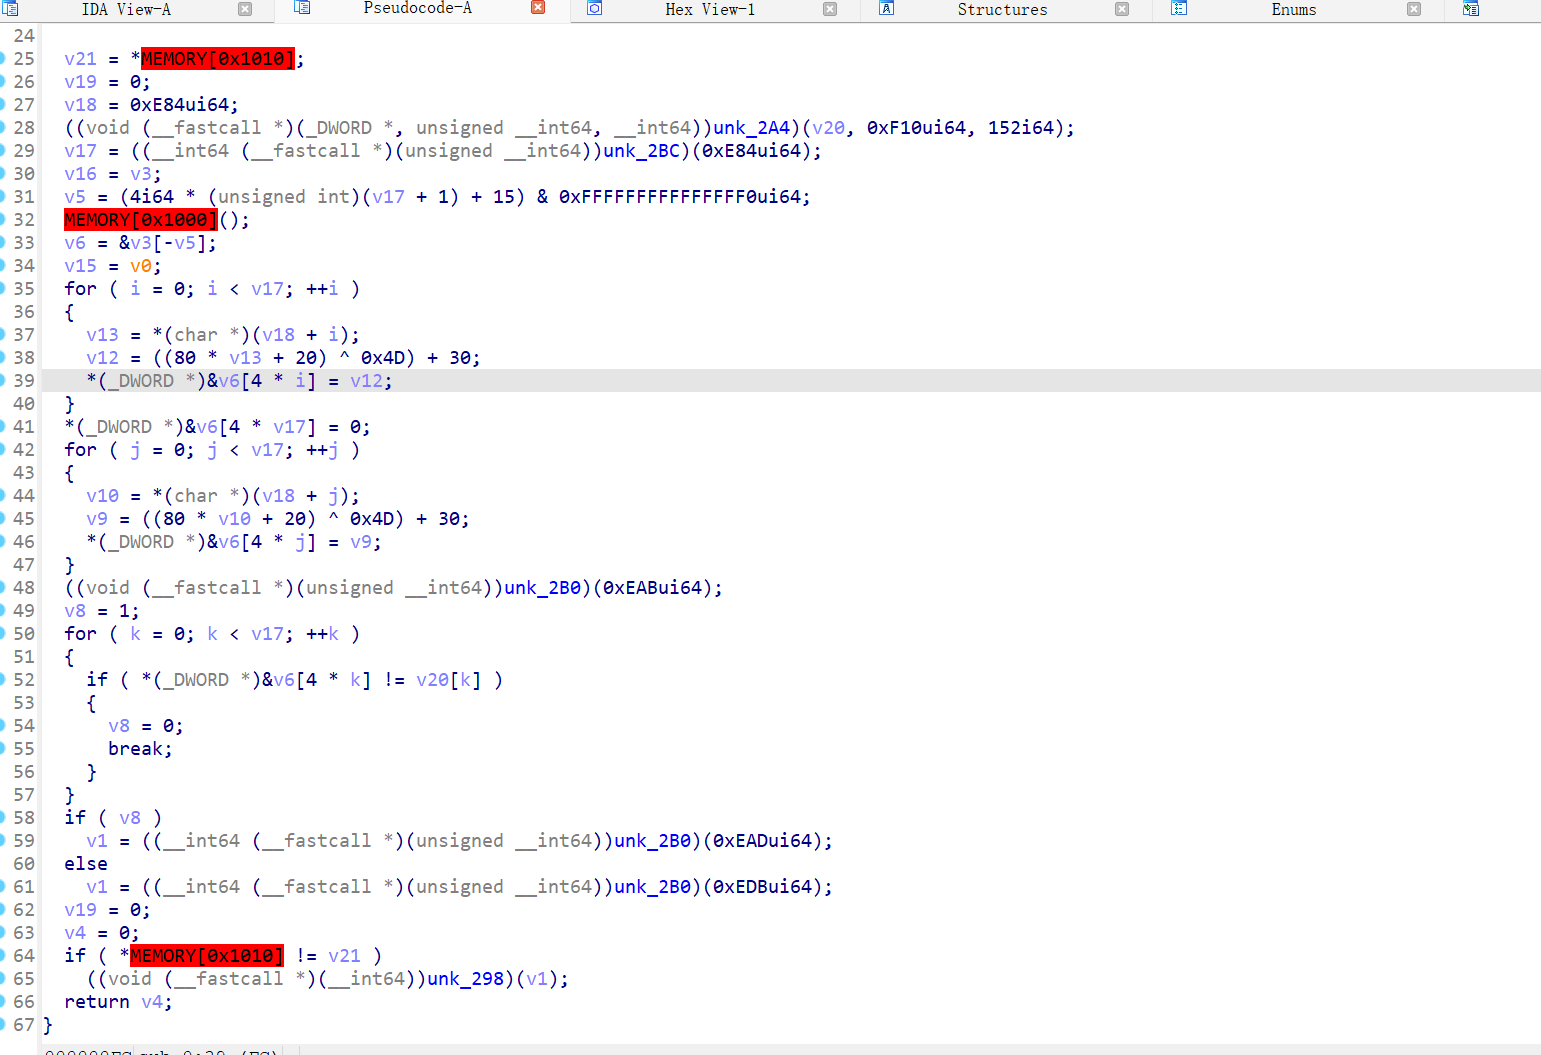 IDA View-A Pseudocode-A Hex View-1 Structures Enums
24
25 v21 = *MEMORY[0x1010];
26 v19 = 0;
27 v18 = 0xE84ui64;
28 ((void (__fastcall *)(_DWORD *, unsigned __int64, __int64))unk_2A4)(v20, 0xF10ui64, 152i64);
29 v17 = ((__int64 (__fastcall *)(unsigned __int64))unk_2BC)(0xE84ui64);
30 v16 = v3;
31 v5 = (4i64 * (unsigned int)(v17 + 1) + 15) & 0xFFFFFFFFFFFFFFF0ui64;
32 MEMORY[0x1000]();
33 v6 = &v3[-v5];
34 v15 = v0;
35 for ( i = 0; i < v17; ++i )
36 {
37 v13 = *(char *)(v18 + i);
38 v12 = ((80 * v13 + 20) ^ 0x4D) + 30;
39 *(_DWORD *)&v6[4 * i] = v12;
40 }
41 *(_DWORD *)&v6[4 * v17] = 0;
42 for ( j = 0; j < v17; ++j )
43 {
44 v10 = *(char *)(v18 + j);
45 v9 = ((80 * v10 + 20) ^ 0x4D) + 30;
46 *(_DWORD *)&v6[4 * j] = v9;
47 }
48 ((void (__fastcall *)(unsigned __int64))unk_2B0)(0xEABui64);
49 v8 = 1;
50 for ( k = 0; k < v17; ++k )
51 {
52 if ( *(_DWORD *)&v6[4 * k] != v20[k] )
53 {
54 v8 = 0;
55 break;
56 }
57 }
58 if ( v8 )
59 v1 = ((__int64 (__fastcall *)(unsigned __int64))unk_2B0)(0xEADui64);
60 else
61 v1 = ((__int64 (__fastcall *)(unsigned __int64))unk_2B0)(0xEDBui64);
62 v19 = 0;
63 v4 = 0;
64 if ( *MEMORY[0x1010] != v21 )
65 ((void (__fastcall *)(__int64))unk_298)(v1);
66 return v4;
67 }